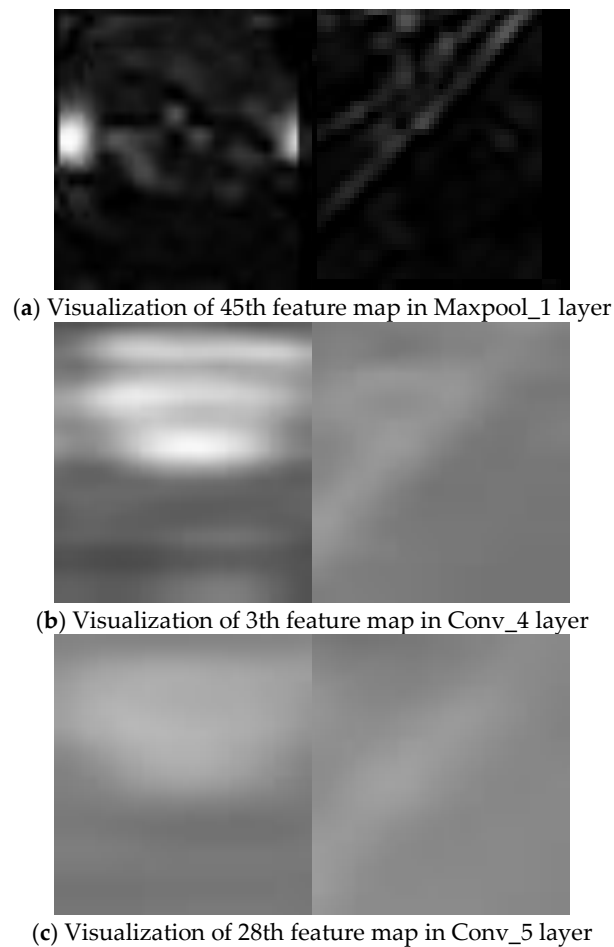 (a) Visualization of 45th feature map in Maxpool_1 layer
(b) Visualization of 3th feature map in Conv_4 layer
(c) Visualization of 28th feature map in Conv_5 layer